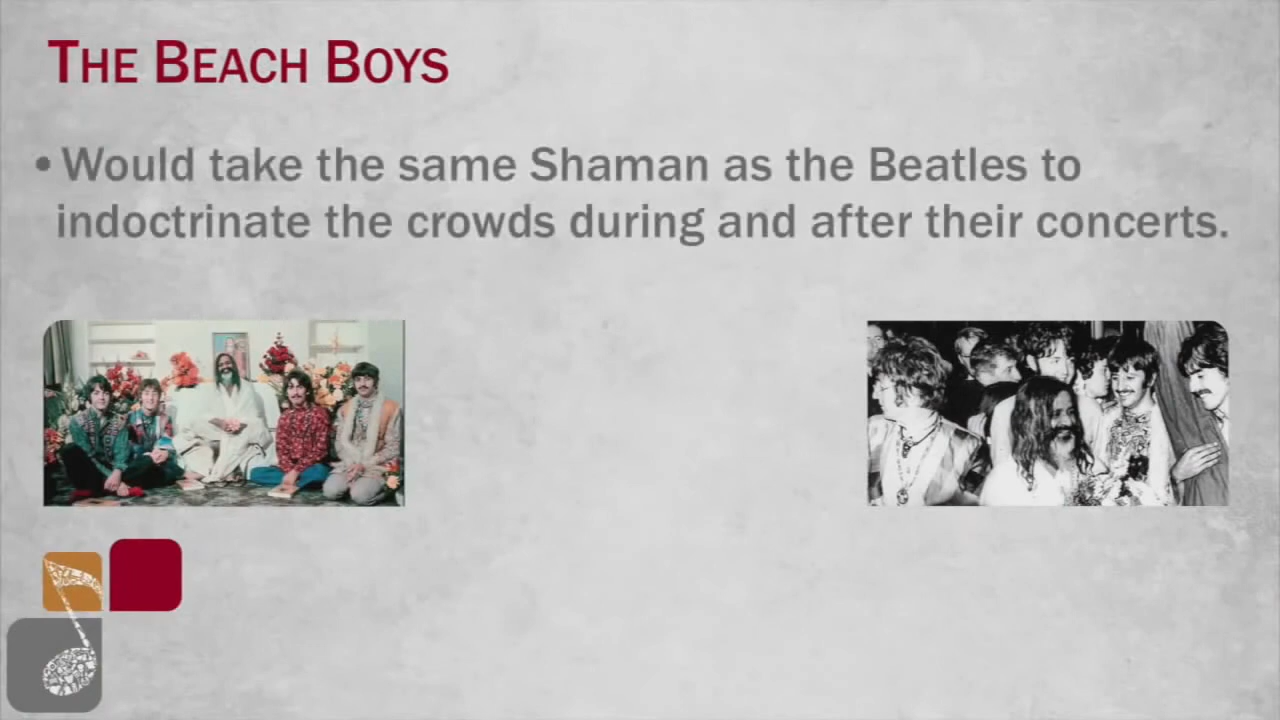 THE BEACH BOYS
• Would take the same Shaman as the Beatles to
indoctrinate the crowds during and after their concerts.